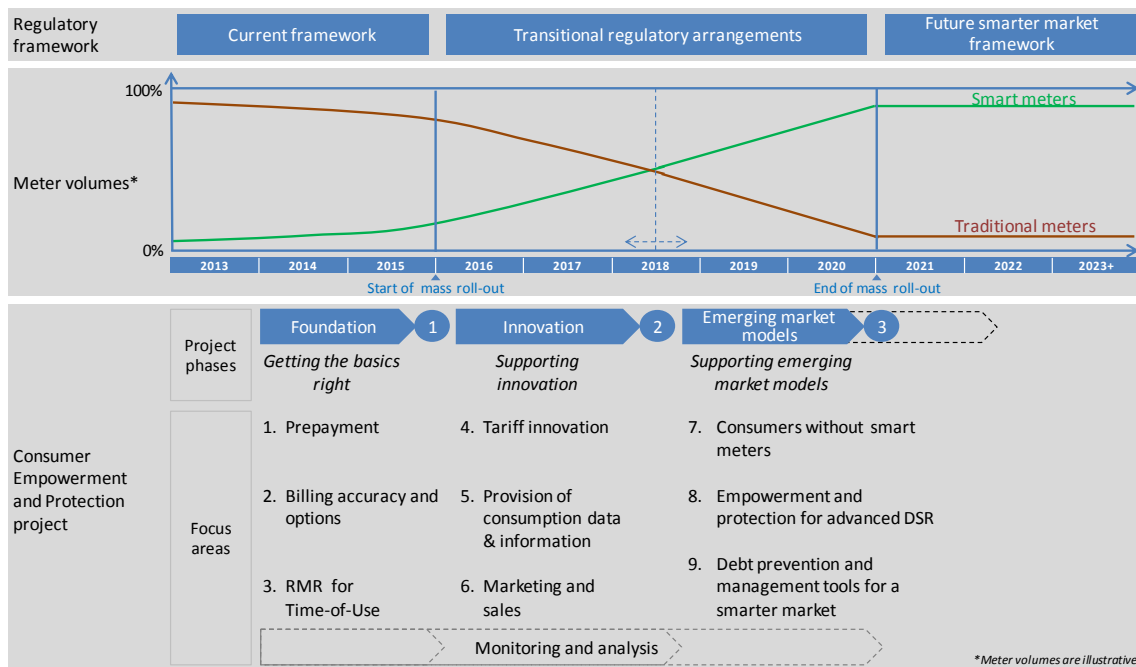 Regulatory
framework
Current framework
Transitional regulatory arrangements
Future smarter market
framework
100%
Smart meters
Meter volumes*
Traditional meters
0%
2013
2014
2015
2016
2017
2018
2019
2020
2021
2022
2023+
Start of mass roll-out
End of mass roll-out
Project
phases
Foundation
1
Innovation
2
Emerging market
models
3
Getting the basics
right
Supporting
innovation
Supporting emerging
market models
Consumer
Empowerment
and Protection
project
Focus
areas
1. Prepayment
2. Billing accuracy and
options
3. RMR for
Time-of-Use
4. Tariff innovation
5. Provision of
consumption data
& information
6. Marketing and
sales
7. Consumers without smart
meters
8. Empowerment and
protection for advanced DSR
9. Debt prevention and
management tools for a
smarter market
Monitoring and analysis
*Meter volumes are illustrative